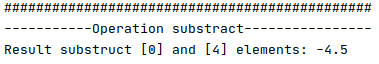 ##############################################
-----------Operation substract----------------
Result substruct [0] and [4] elements: -4.5